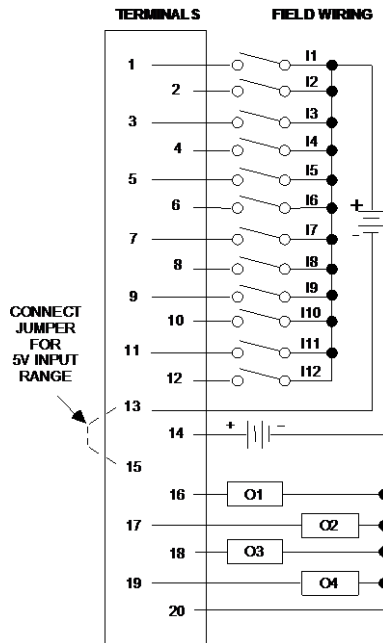 TERMINALS FIELD WIRING
1 I1
2 I2
3 I3
4 I4
5 I5
6 I6
+
7 I7
-
8 I8
9 I9
10 I10
11 I11
12 I12
CONNECT
JUMPER
FOR
5V INPUT
RANGE
13
14 + -
15
16 O1
17 O2
18 O3
19 O4
20